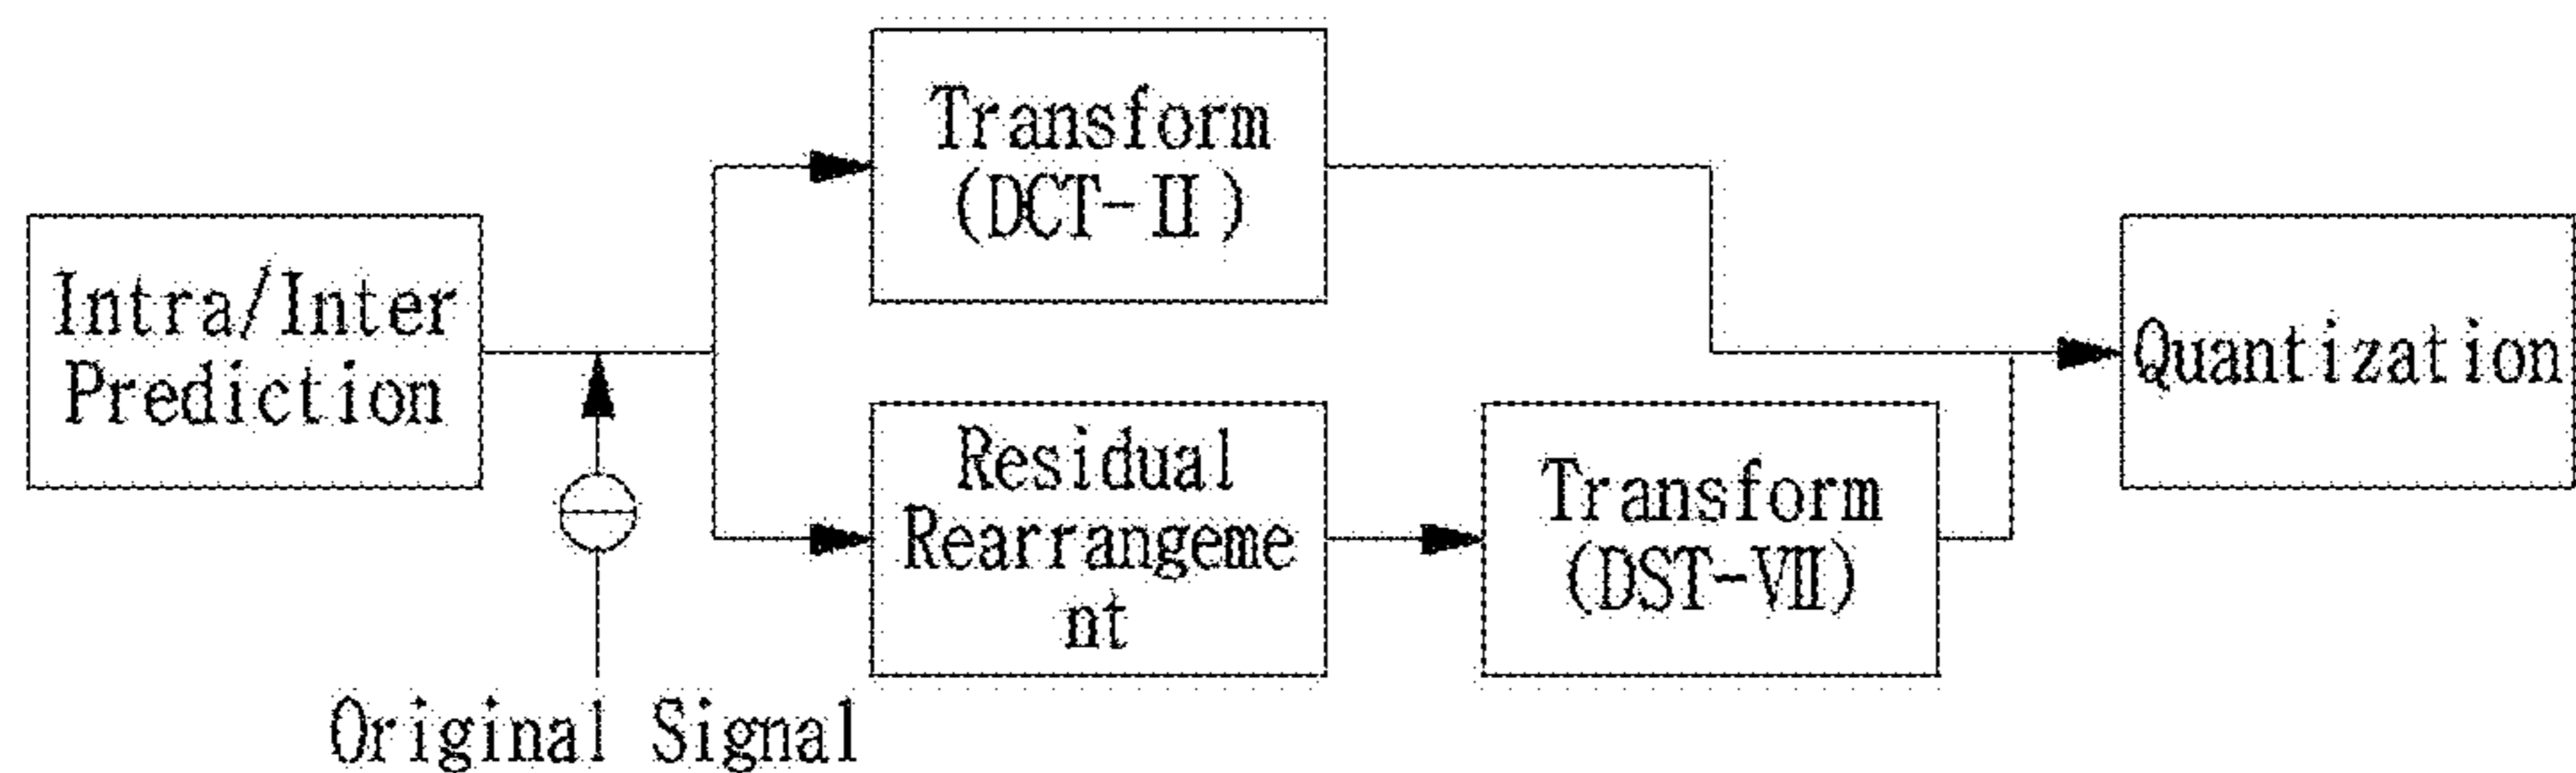 Transform
(DCT-Ⅱ)
Intra/Inter
Prediction
Quantization
Residual
Rearrangeme
nt
Transform
(DST-Ⅶ)
Original Signal